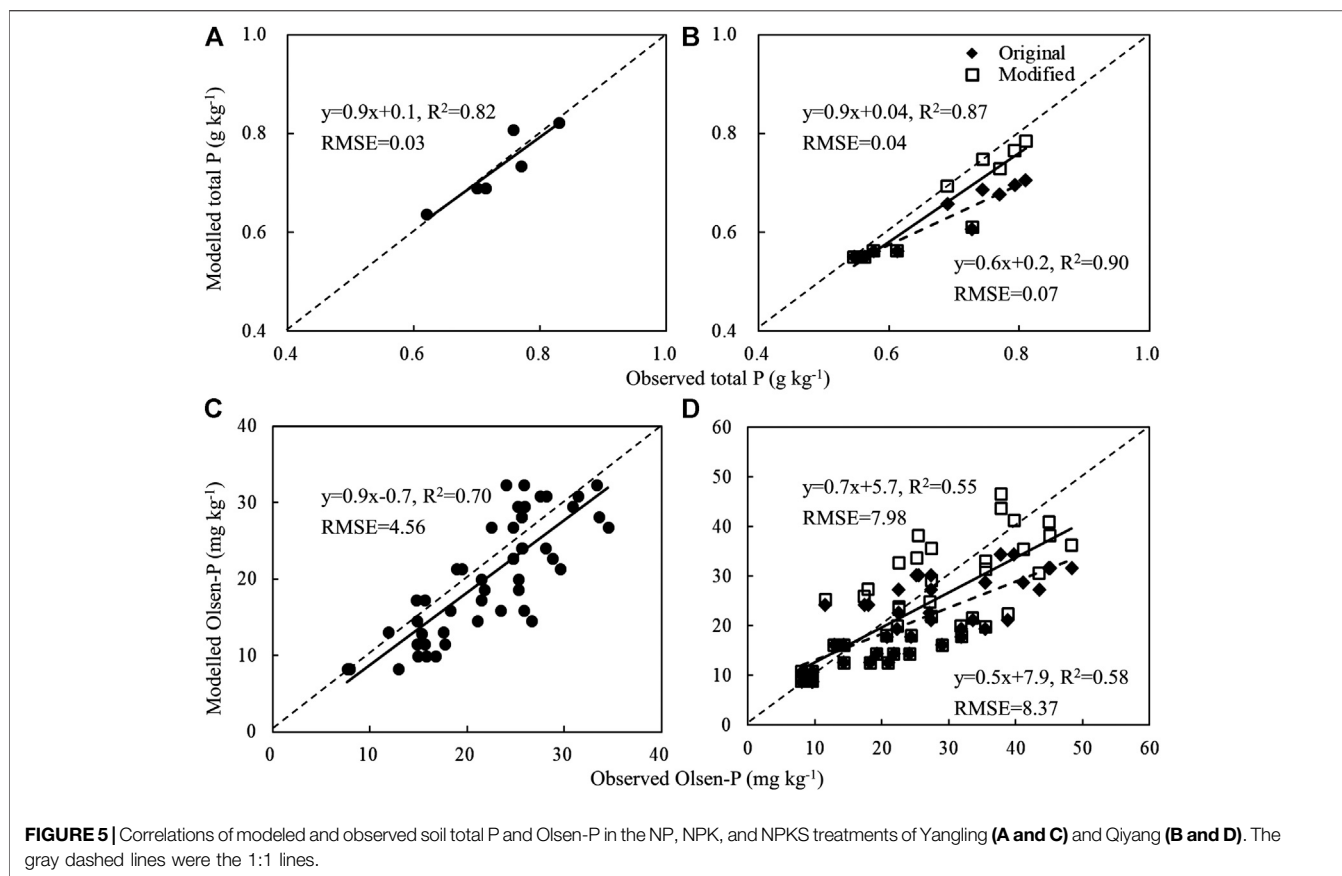 A
1.0
0.8
0.6
0.4
0.4
0.6
0.8
1.0
Modelled total P (g kg-1)
y=0.9x+0.1, R2=0.82
RMSE=0.03
B
1.0
0.8
0.6
0.4
0.4
0.6
0.8
1.0
Original
Modified
y=0.9x+0.04, R2=0.87
RMSE=0.04
y=0.6x+0.2, R2=0.90
RMSE=0.07
Observed total P (g kg-1)
C
40
30
20
10
0
0
10
20
30
40
Modelled Olsen-P (mg kg-1)
y=0.9x-0.7, R2=0.70
RMSE=4.56
D
60
50
40
30
20
10
0
0
10
20
30
40
50
60
y=0.7x+5.7, R2=0.55
RMSE=7.98
y=0.5x+7.9, R2=0.58
RMSE=8.37
Observed Olsen-P (mg kg-1)
FIGURE 5 | Correlations of modeled and observed soil total P and Olsen-P in the NP, NPK, and NPKS treatments of Yangling (A and C) and Qiyang (B and D). The
gray dashed lines were the 1:1 lines.